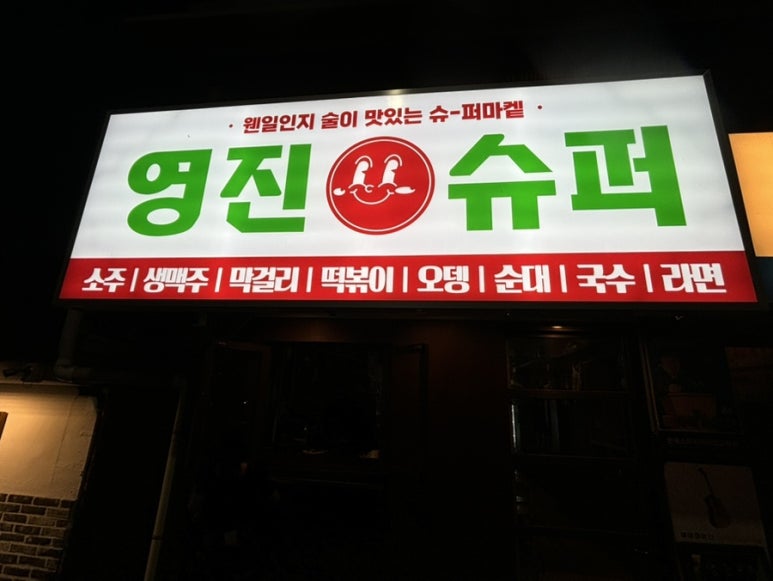 · 웬일인지 술이 맛있는 슈-퍼마켙 ·
영진 슈퍼
소주 | 생맥주 | 막걸리 | 떡볶이 | 오뎅 | 순대 | 국수 | 라면